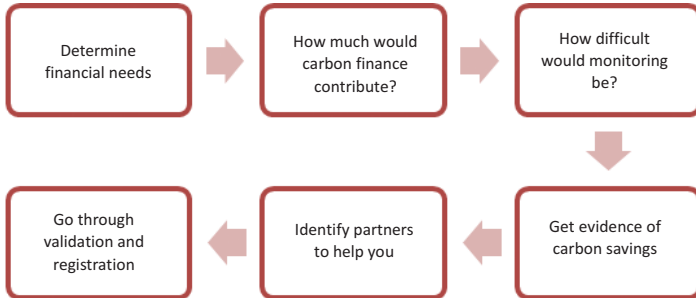 Determine
financial needs
How much would
carbon finance
contribute?
How difficult
would monitoring
be?
Get evidence of
carbon savings
Identify partners
to help you
Go through
validation and
registration